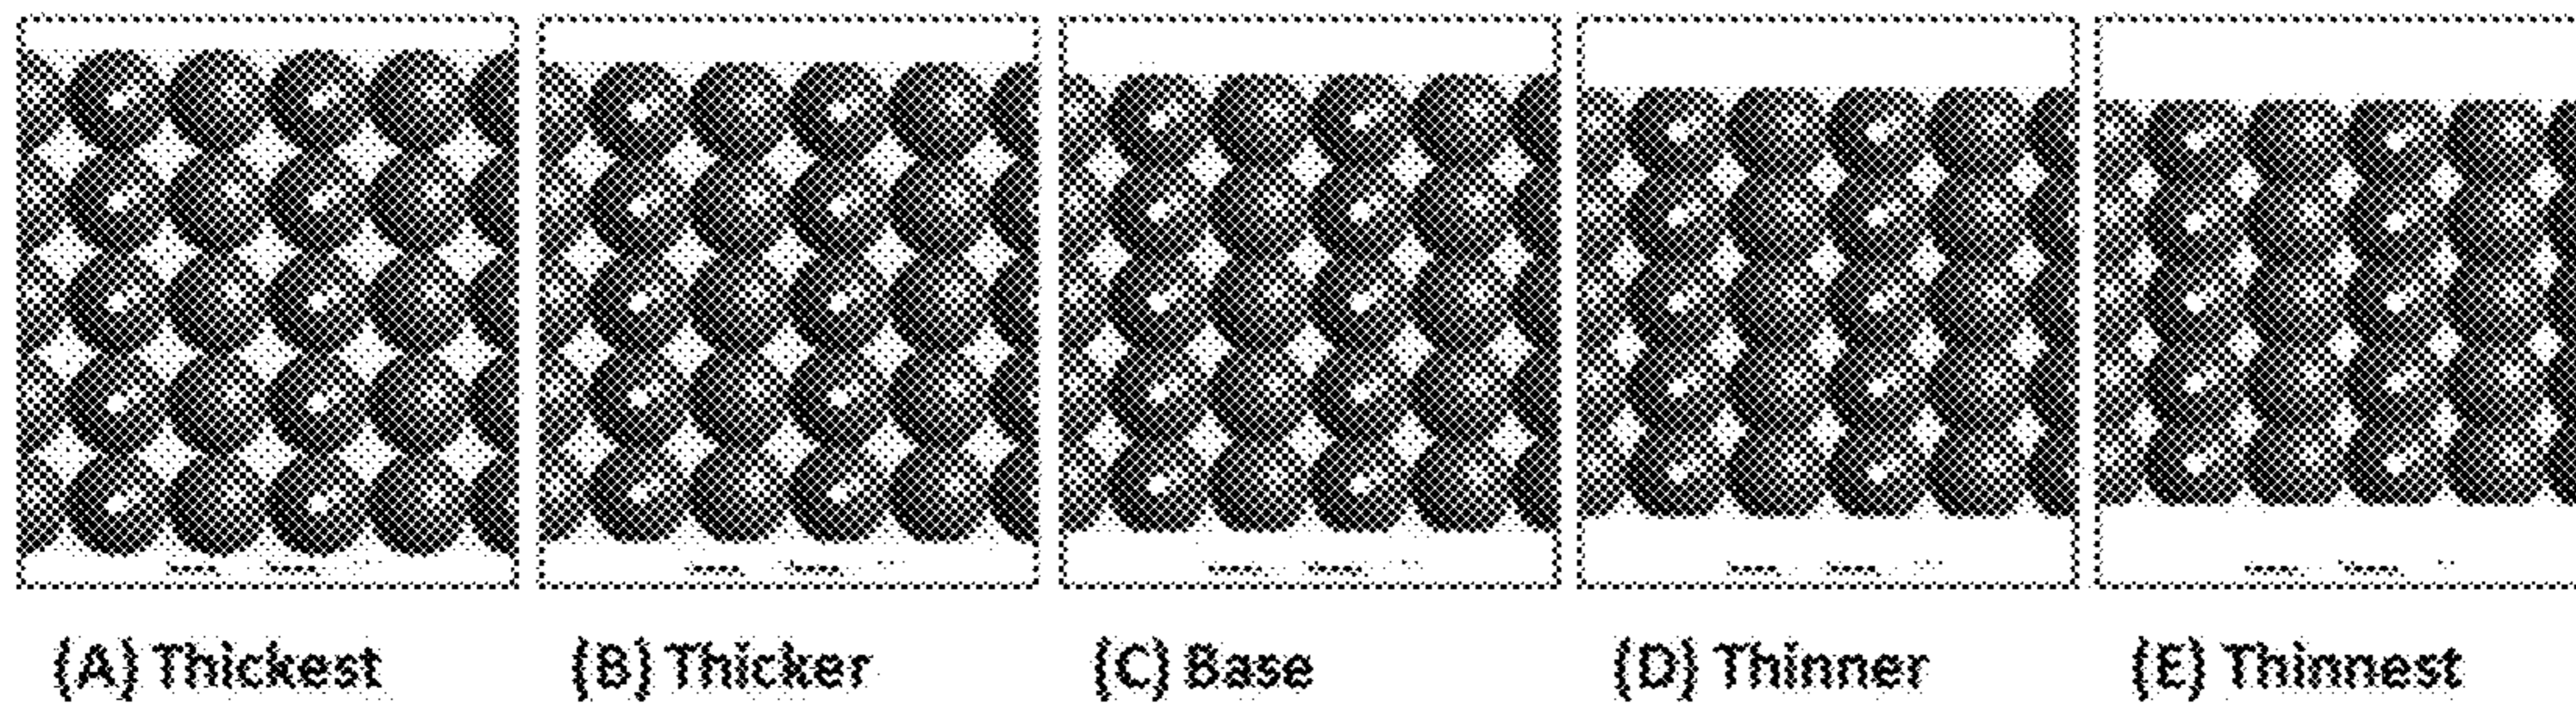 (A) Thickest
(B) Thicker
(C) Base
(D) Thinner
(E) Thinnest